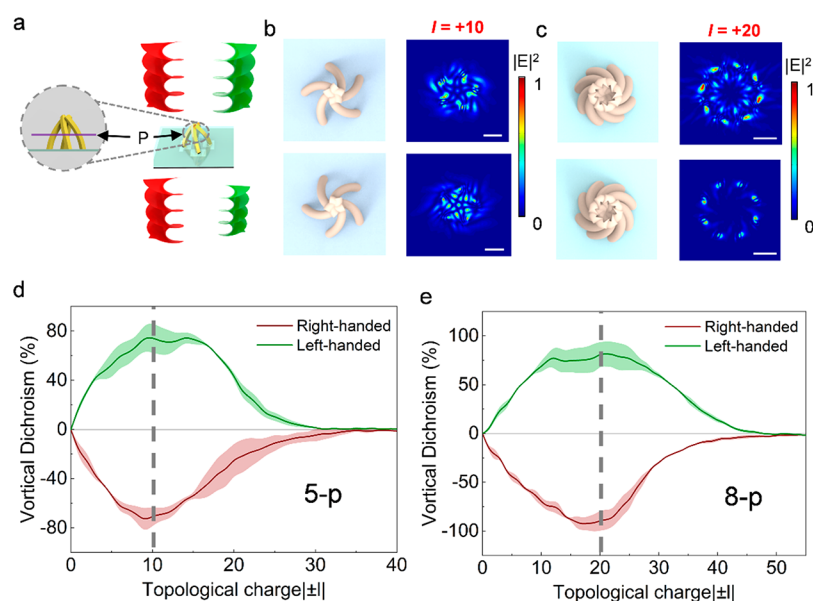 a
P
b
l = +10
|E|²
1
0
c
l = +20
|E|²
1
0
d
Vortical Dichroism (%)
80
40
0
-40
-80
Right-handed
Left-handed
5-p
0 10 20 30 40
Topological charge|±l|
e
Vortical Dichroism (%)
100
50
0
-50
-100
Right-handed
Left-handed
8-p
0 10 20 30 40 50
Topological charge|±l|